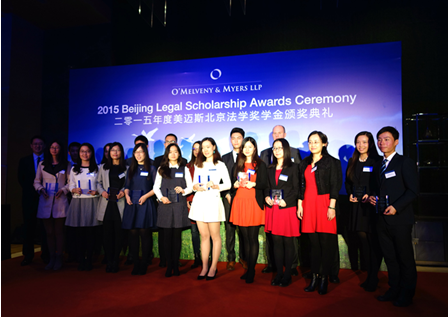 O'MELVENY & MYERS LLP
2015 Beijing Legal Scholarship Awards Ceremony
二零一五年度美迈斯北京法学奖学金颁奖典礼